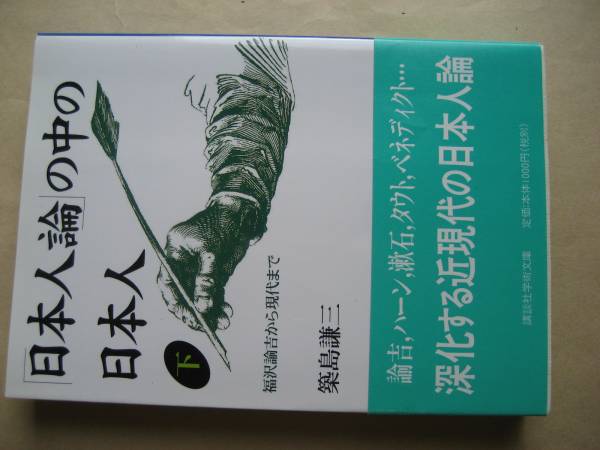 「日本人論」の中の
日本人
下
福沢諭吉から現代まで
築島謙三
諭吉，ハーン，漱石，タウト，ベネディクト…
深化する近現代の日本人論
講談社学術文庫
定価：本体1000円（税別）